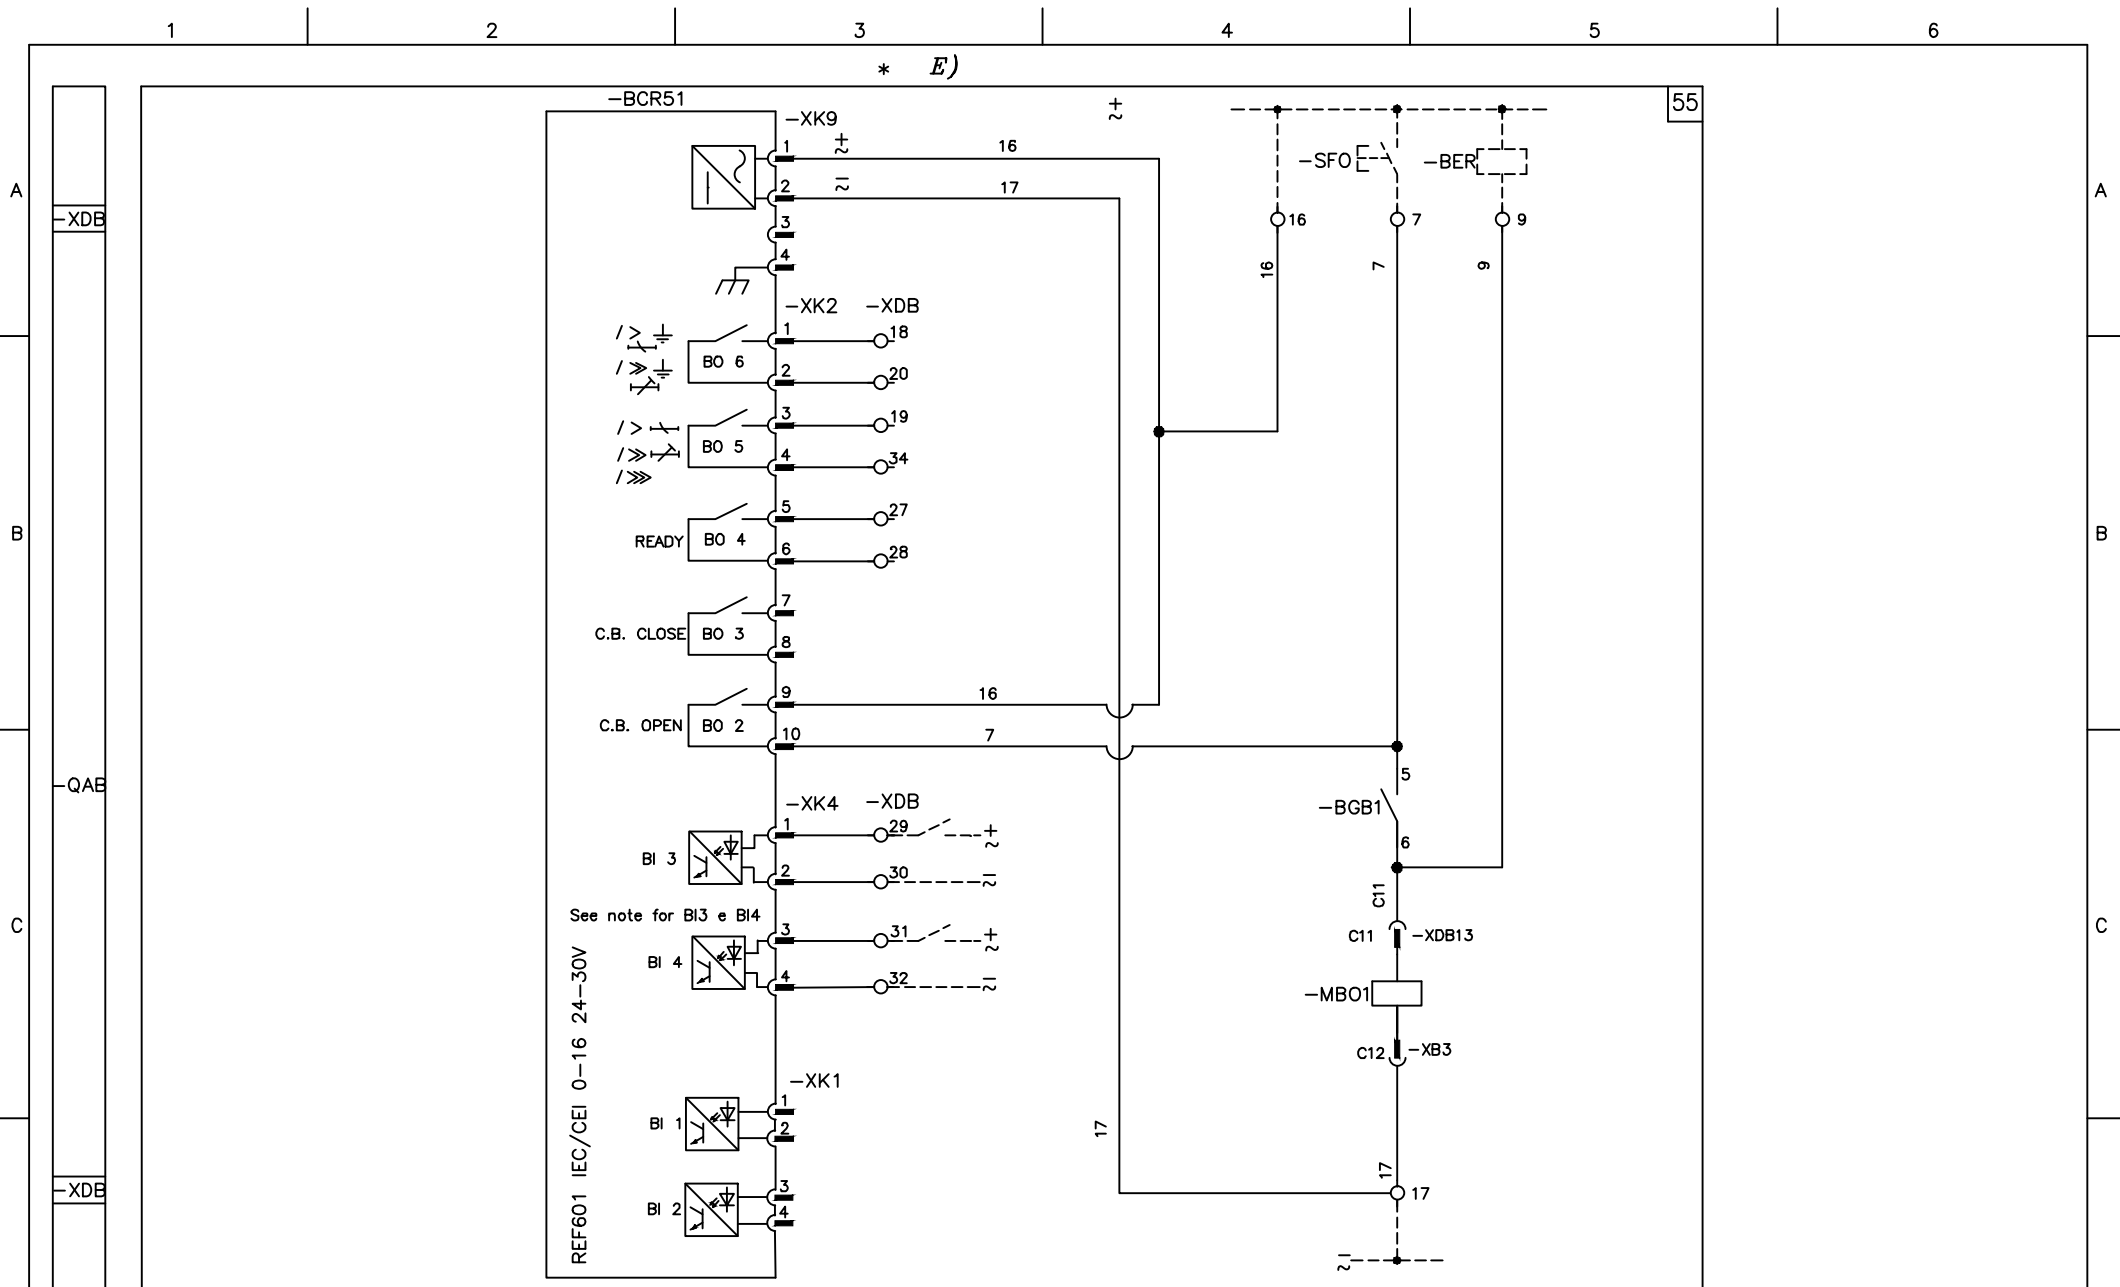 1 2 3 4 5 6
* E)
-BCR51
55
-XK9
±
~
1 ± ~ 16
-SFO
-BER
2 – ~ 17
A A
-XDB
3
16 7 9
4
16 7 9
-XK2 -XDB
/> 1 18
BO 6
/>> 2 20
3 19
/> BO 5
/>> 4 34
/>>>
5 27
B B
READY BO 4
6 28
7
C.B. CLOSE BO 3
8
9 16
C.B. OPEN BO 2
10 7
5
-QAB
-XK4 -XDB
-BGB1
1 29 ± ~
6
BI 3
2 30 – ~
C11
See note for BI3 e BI4
C C
3 31 ± ~
C11 -XDB13
BI 4
4 32 – ~
-MBO1
C12 -XB3
REF601 IEC/CEI 0-16 24-30V
-XK1
1
BI 1
2
17
17
-XDB
3
17
BI 2
4
– ~